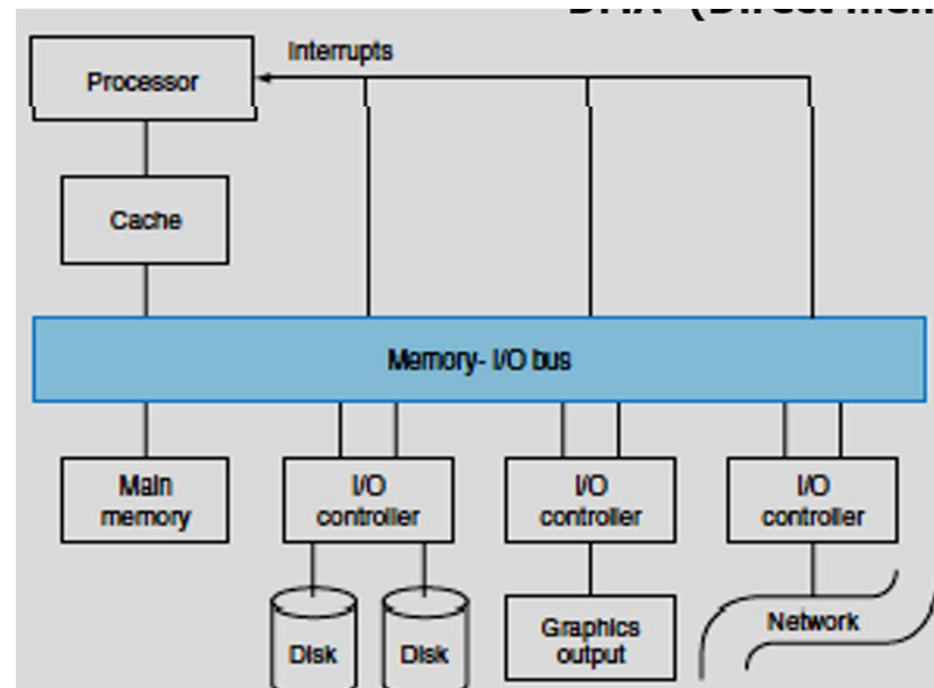 Interrupts
Processor
Cache
Memory- I/O bus
Main
memory
I/O
controller
I/O
controller
I/O
controller
Disk
Disk
Graphics
output
Network